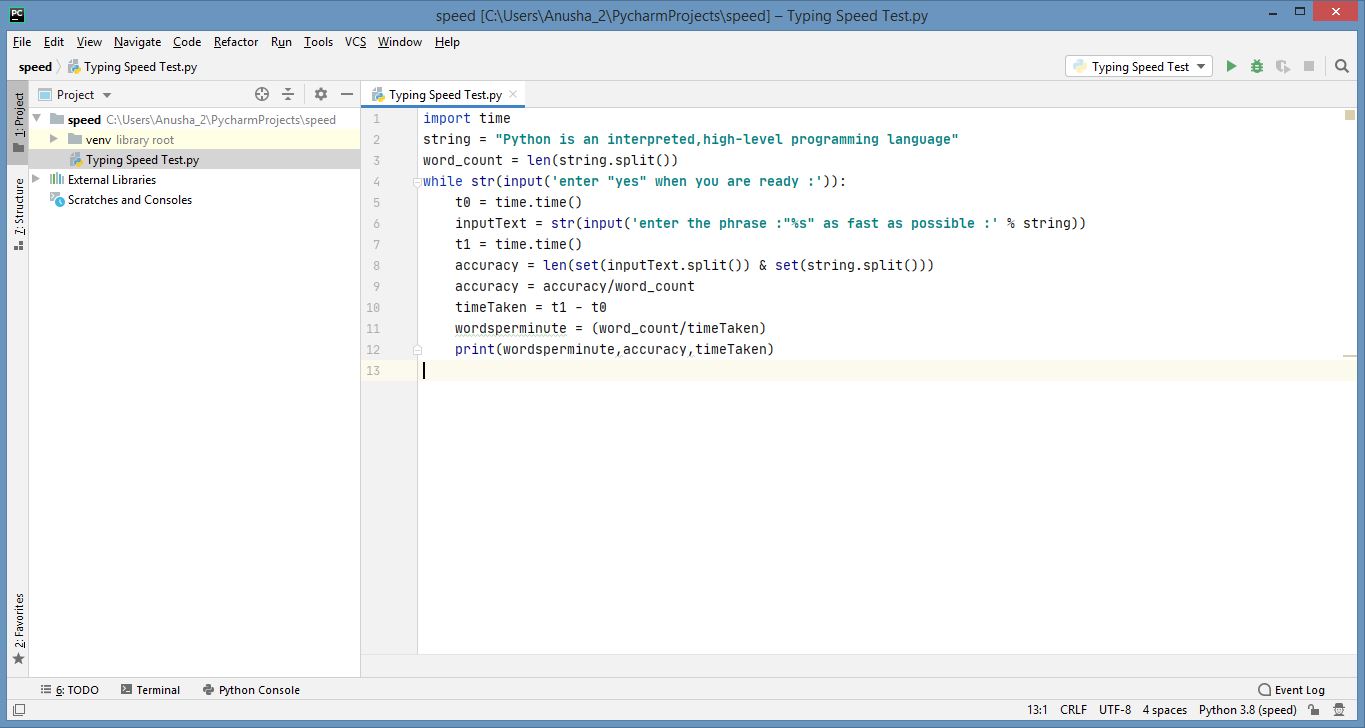 PC
speed [C:\Users\Anusha_2\PycharmProjects\speed] – Typing Speed Test.py
File Edit View Navigate Code Refactor Run Tools VCS Window Help
speed Typing Speed Test.py
Typing Speed Test
1: Project
Project
Typing Speed Test.py
speed C:\Users\Anusha_2\PycharmProjects\speed
venv library root
Typing Speed Test.py
External Libraries
Scratches and Consoles
7: Structure
2: Favorites
1 import time
2 string = "Python is an interpreted,high-level programming language"
3 word_count = len(string.split())
4 while str(input('enter "yes" when you are ready :')):
5     t0 = time.time()
6     inputText = str(input('enter the phrase :"%s" as fast as possible :' % string))
7     t1 = time.time()
8     accuracy = len(set(inputText.split()) & set(string.split()))
9     accuracy = accuracy/word_count
10     timeTaken = t1 - t0
11     wordsperminute = (word_count/timeTaken)
12     print(wordsperminute,accuracy,timeTaken)
13
6: TODO Terminal Python Console Event Log
13:1 CRLF UTF-8 4 spaces Python 3.8 (speed)